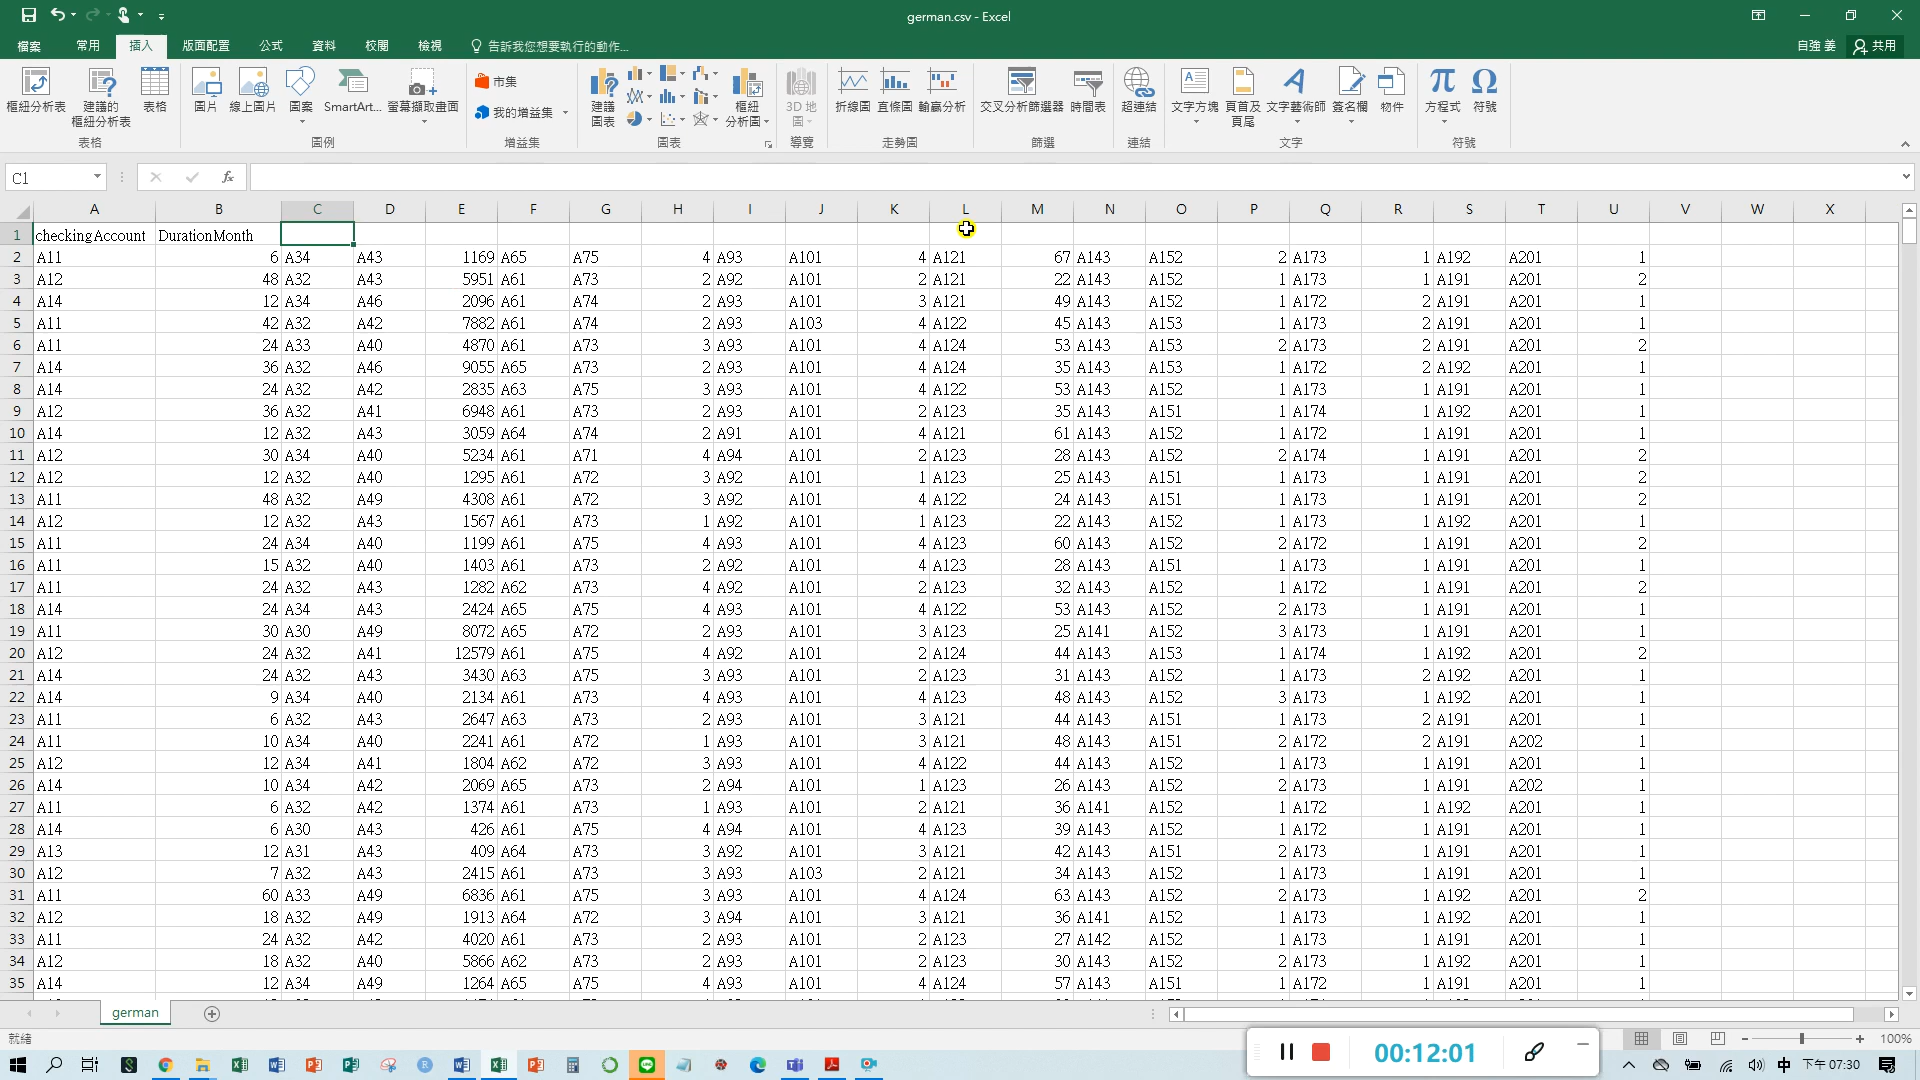 german.csv - Excel
檔案 常用 插入 版面配置 公式 資料 校閱 檢視 告訴我您想要執行的動作... 自強 姜 共用
樞紐分析表 建議的 樞紐分析表 表格 圖片 線上圖片 圖案 SmartArt... 螢幕擷取畫面 市集 我的增益集 建議 圖表 樞紐 分析圖 3D 地 圖 折線圖 直條圖 輸贏分析 交叉分析篩選器 時間表 超連結 文字方塊 頁首及 頁尾 文字藝術師 簽名欄 物件 方程式 符號
表格 圖例 增益集 圖表 導覽 走勢圖 篩選 連結 文字 符號
C1 fx
A B C D E F G H I J K L M N O P Q R S T U V W X
1 checkingAccount DurationMonth
2 A11 6 A34 A43 1169 A65 A75 4 A93 A101 4 A121 67 A143 A152 2 A173 1 A192 A201 1
3 A12 48 A32 A43 5951 A61 A73 2 A92 A101 2 A121 22 A143 A152 1 A173 1 A191 A201 2
4 A14 12 A34 A46 2096 A61 A74 2 A93 A101 3 A121 49 A143 A152 1 A172 2 A191 A201 1
5 A11 42 A32 A42 7882 A61 A74 2 A93 A103 4 A122 45 A143 A153 1 A173 2 A191 A201 1
6 A11 24 A33 A40 4870 A61 A73 3 A93 A101 4 A124 53 A143 A153 2 A173 2 A191 A201 2
7 A14 36 A32 A46 9055 A65 A73 2 A93 A101 4 A124 35 A143 A153 1 A172 2 A192 A201 1
8 A14 24 A32 A42 2835 A63 A75 3 A93 A101 4 A122 53 A143 A152 1 A173 1 A191 A201 1
9 A12 36 A32 A41 6948 A61 A73 2 A93 A101 2 A123 35 A143 A151 1 A174 1 A192 A201 1
10 A14 12 A32 A43 3059 A64 A74 2 A91 A101 4 A121 61 A143 A152 1 A172 1 A191 A201 1
11 A12 30 A34 A40 5234 A61 A71 4 A94 A101 2 A123 28 A143 A152 2 A174 1 A191 A201 2
12 A12 12 A32 A40 1295 A61 A72 3 A92 A101 1 A123 25 A143 A151 1 A173 1 A191 A201 2
13 A11 48 A32 A49 4308 A61 A72 3 A92 A101 4 A122 24 A143 A151 1 A173 1 A191 A201 2
14 A12 12 A32 A43 1567 A61 A73 1 A92 A101 1 A123 22 A143 A152 1 A173 1 A192 A201 1
15 A11 24 A34 A40 1199 A61 A75 4 A93 A101 4 A123 60 A143 A152 2 A172 1 A191 A201 2
16 A11 15 A32 A40 1403 A61 A73 2 A92 A101 4 A123 28 A143 A151 1 A173 1 A191 A201 1
17 A11 24 A32 A43 1282 A62 A73 4 A92 A101 2 A123 32 A143 A152 1 A172 1 A191 A201 2
18 A14 24 A34 A43 2424 A65 A75 4 A93 A101 4 A122 53 A143 A152 2 A173 1 A191 A201 1
19 A11 30 A30 A49 8072 A65 A72 2 A93 A101 3 A123 25 A141 A152 3 A173 1 A191 A201 1
20 A12 24 A32 A41 12579 A61 A75 4 A92 A101 2 A124 44 A143 A153 1 A174 1 A192 A201 2
21 A14 24 A32 A43 3430 A63 A75 3 A93 A101 2 A123 31 A143 A152 1 A173 2 A192 A201 1
22 A14 9 A34 A40 2134 A61 A73 4 A93 A101 4 A123 48 A143 A152 3 A173 1 A192 A201 1
23 A11 6 A32 A43 2647 A63 A73 2 A93 A101 3 A121 44 A143 A151 1 A173 2 A191 A201 1
24 A11 10 A34 A40 2241 A61 A72 1 A93 A101 3 A121 48 A143 A151 2 A172 2 A191 A202 1
25 A12 12 A34 A41 1804 A62 A72 3 A93 A101 4 A122 44 A143 A152 1 A173 1 A191 A201 1
26 A14 10 A34 A42 2069 A65 A73 2 A94 A101 1 A123 26 A143 A152 2 A173 1 A191 A202 1
27 A11 6 A32 A42 1374 A61 A73 1 A93 A101 2 A121 36 A141 A152 1 A172 1 A192 A201 1
28 A14 6 A30 A43 426 A61 A75 4 A94 A101 4 A123 39 A143 A152 1 A172 1 A191 A201 1
29 A13 12 A31 A43 409 A64 A73 3 A92 A101 3 A121 42 A143 A151 2 A173 1 A191 A201 1
30 A12 7 A32 A43 2415 A61 A73 3 A93 A103 2 A121 34 A143 A152 1 A173 1 A191 A201 1
31 A11 60 A33 A49 6836 A61 A75 3 A93 A101 4 A124 63 A143 A152 2 A173 1 A192 A201 2
32 A12 18 A32 A49 1913 A64 A72 3 A94 A101 3 A121 36 A141 A152 1 A173 1 A192 A201 1
33 A11 24 A32 A42 4020 A61 A73 2 A93 A101 2 A123 27 A142 A152 1 A173 1 A191 A201 1
34 A12 18 A32 A40 5866 A62 A73 2 A93 A101 2 A123 30 A143 A152 2 A173 1 A192 A201 1
35 A14 12 A34 A49 1264 A65 A75 4 A93 A101 4 A124 57 A143 A151 1 A172 1 A191 A201 1
german
就緒 100%
00:12:01
中 下午 07:30